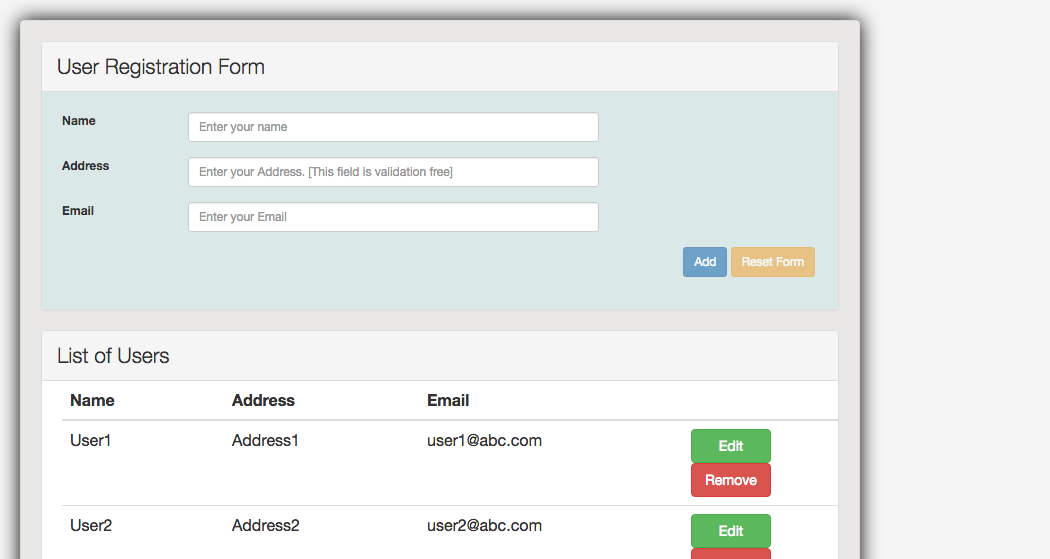 User Registration Form
Name
Enter your name
Address
Enter your Address. [This field is validation free]
Email
Enter your Email
Add Reset Form
List of Users
Name Address Email
User1 Address1 user1@abc.com Edit
Remove
User2 Address2 user2@abc.com Edit